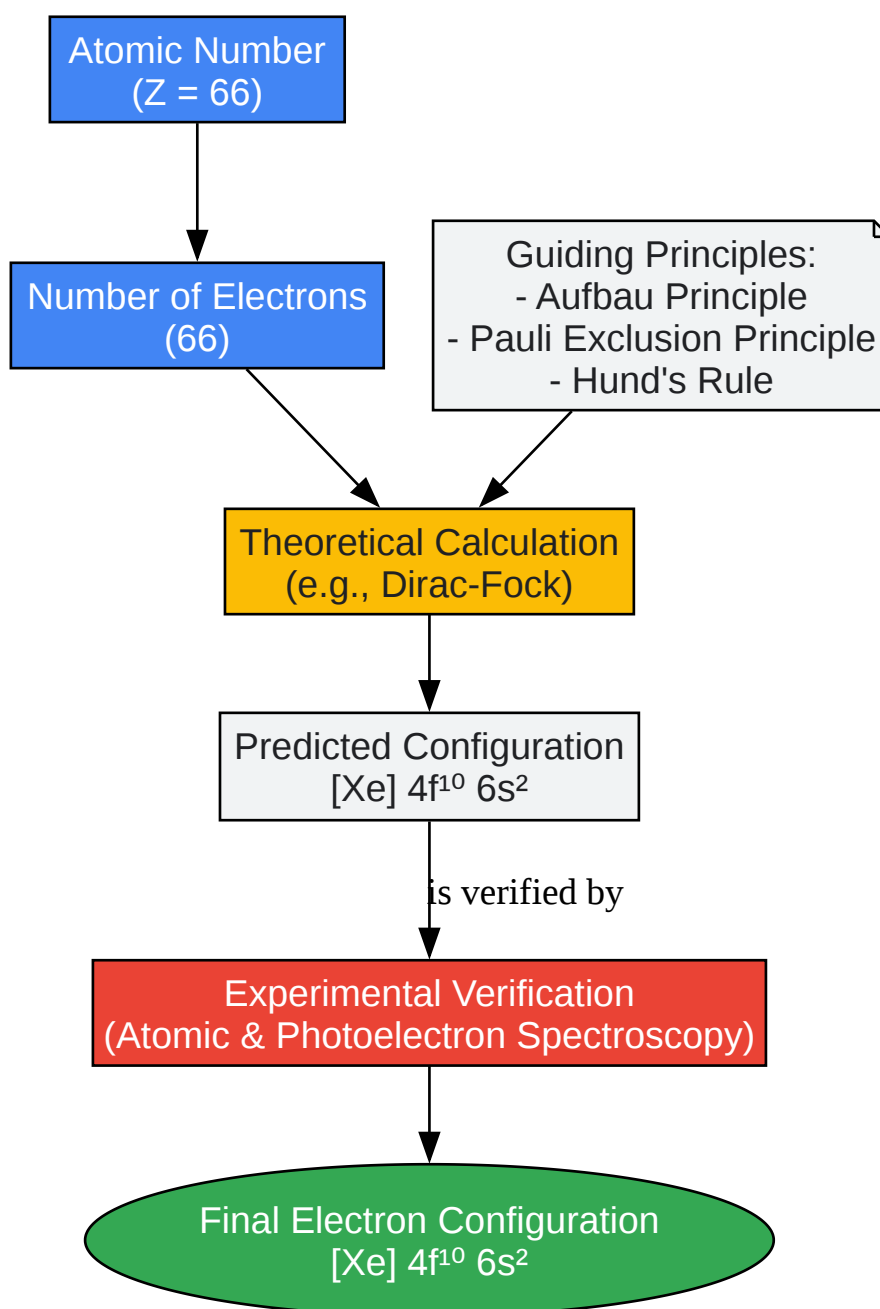 Atomic Number
(Z = 66)
Number of Electrons
(66)
Guiding Principles:
- Aufbau Principle
- Pauli Exclusion Principle
- Hund's Rule
Theoretical Calculation
(e.g., Dirac-Fock)
Predicted Configuration
[Xe] 4f¹⁰ 6s²
is verified by
Experimental Verification
(Atomic & Photoelectron Spectroscopy)
Final Electron Configuration
[Xe] 4f¹⁰ 6s²